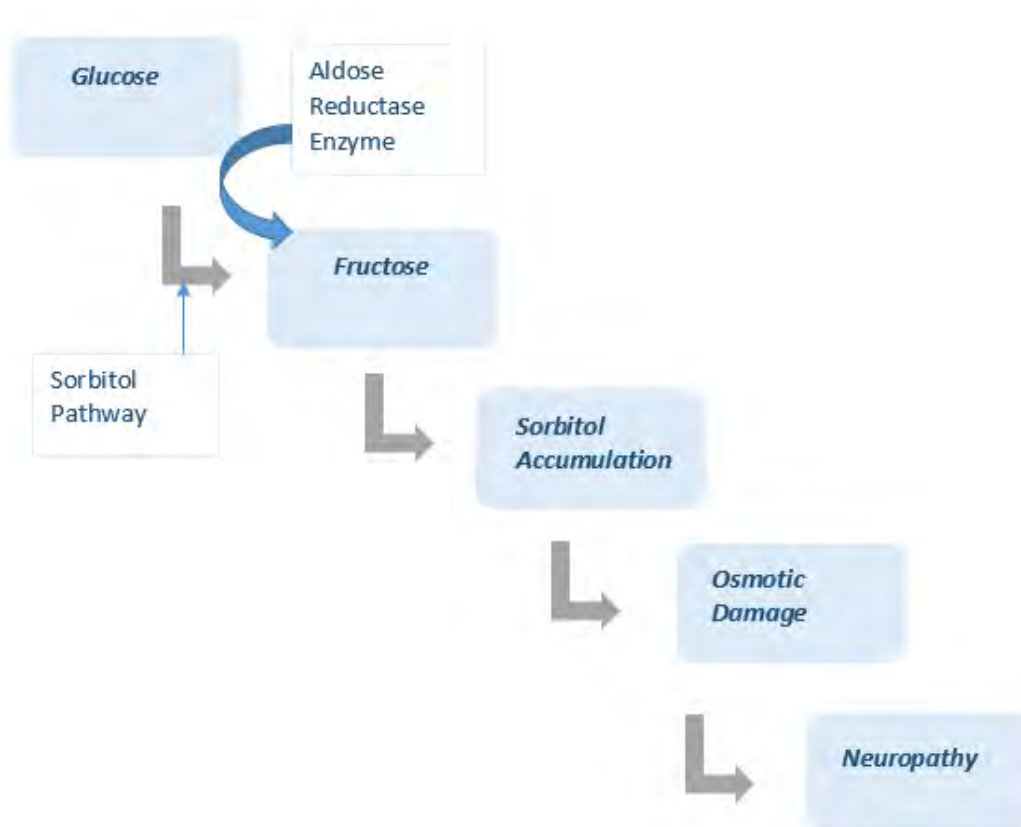 Glucose
Aldose
Reductase
Enzyme
Fructose
Sorbitol
Pathway
Sorbitol
Accumulation
Osmotic
Damage
Neuropathy